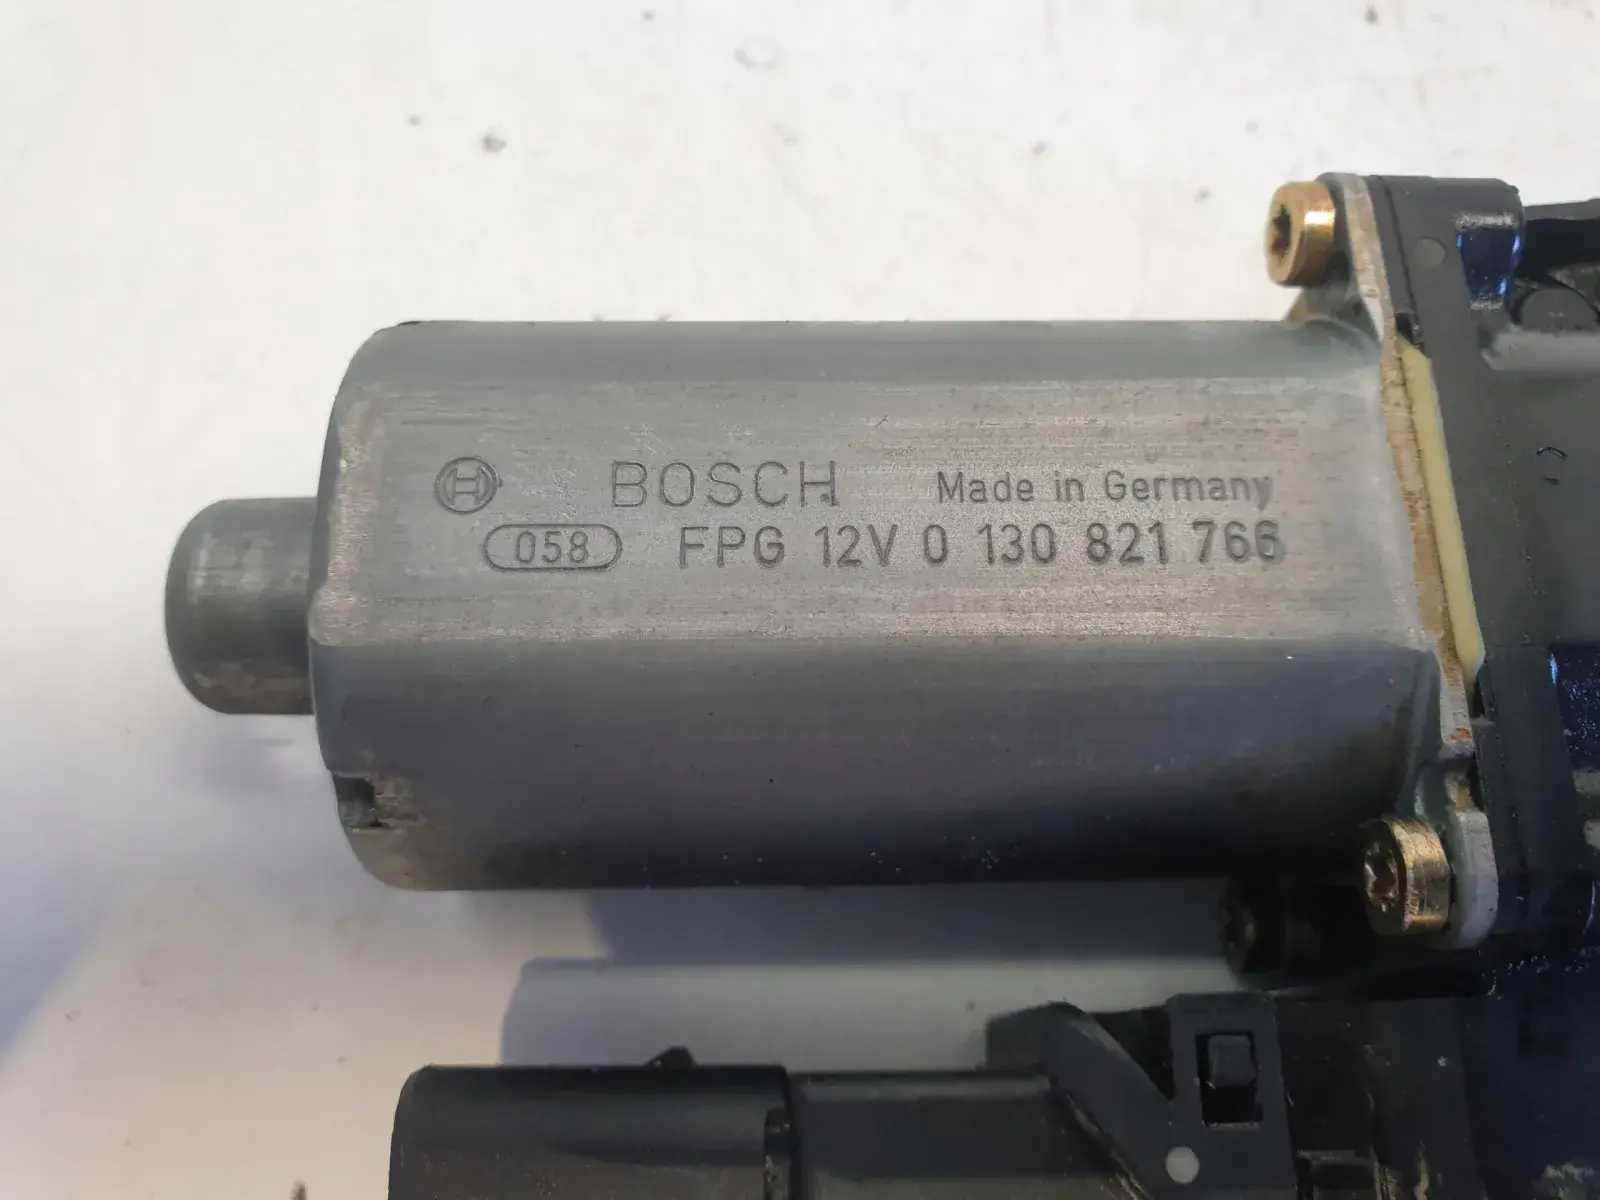 BOSCH Made in Germany
058 FPG 12V 0 130 821 766